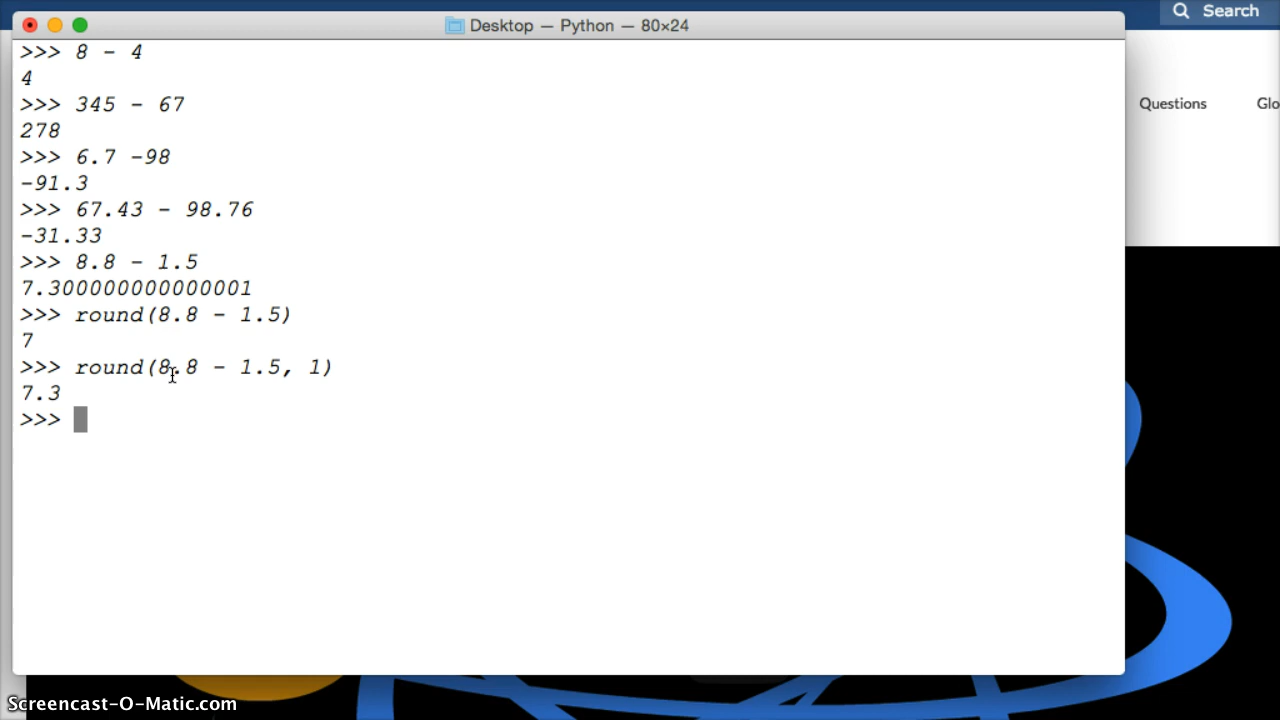 Search
Desktop — Python — 80×24
>>> 8 - 4
4
>>> 345 - 67
278
>>> 6.7 -98
-91.3
>>> 67.43 - 98.76
-31.33
>>> 8.8 - 1.5
7.300000000000001
>>> round(8.8 - 1.5)
7
>>> round(8.8 - 1.5, 1)
7.3
>>>
Questions
Glo
Screencast-O-Matic.com